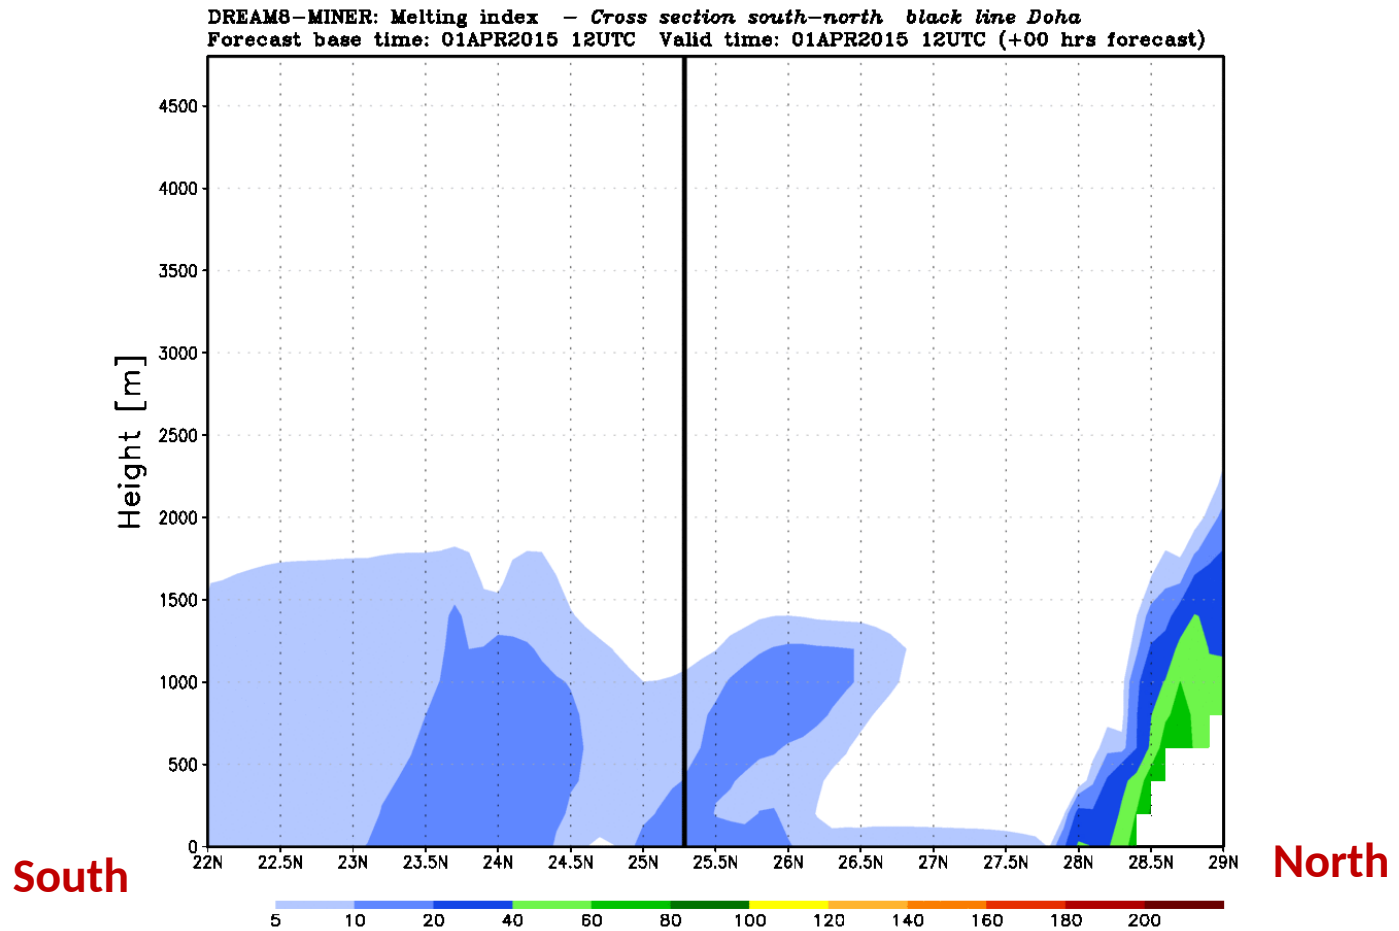 DREAM8-MINER: Melting index - Cross section south-north black line Doha
Forecast base time: 01APR2015 12UTC Valid time: 01APR2015 12UTC (+00 hrs forecast)
4500
4000
3500
3000
2500
2000
1500
1000
500
0
Height [m]
22N 22.5N 23N 23.5N 24N 24.5N 25N 25.5N 26N 26.5N 27N 27.5N 28N 28.5N 29N
South
North
5 10 20 40 60 80 100 120 140 160 180 200